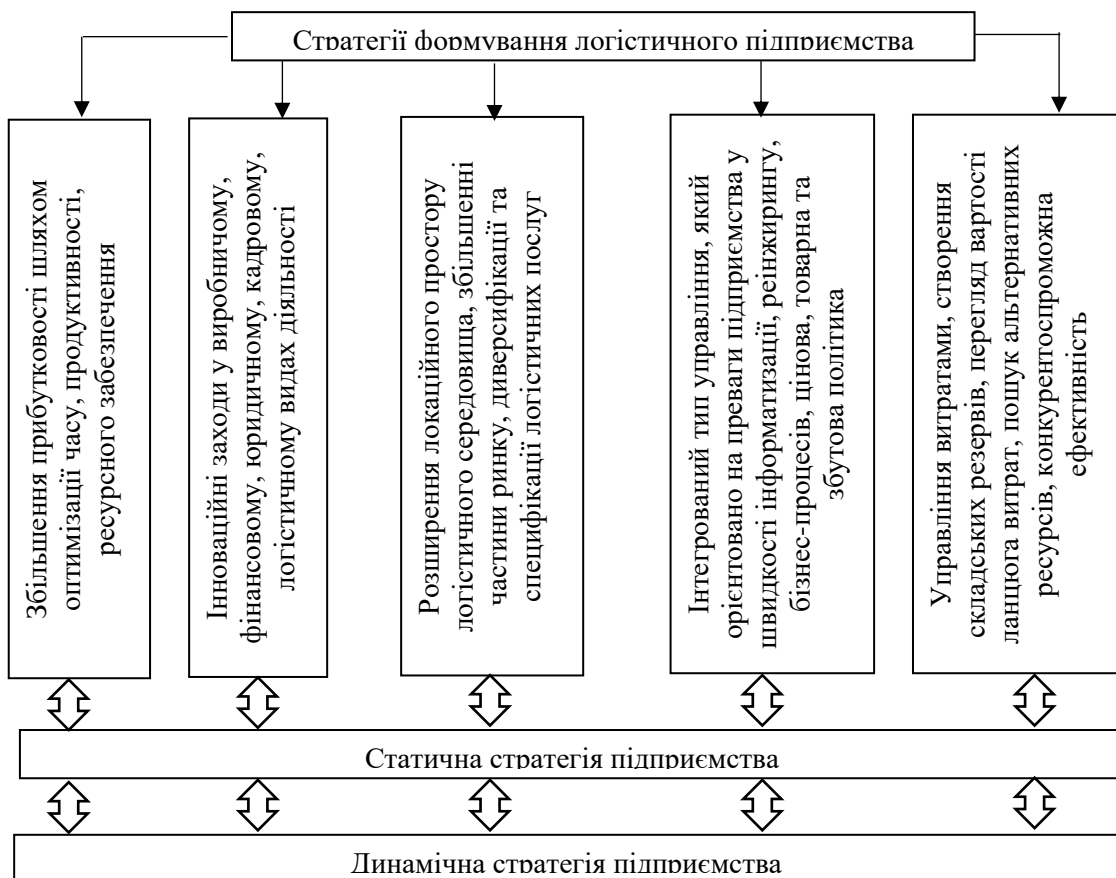 Стратегії формування логістичного підприємства
Збільшення прибутковості шляхом
оптимізації часу, продуктивності,
ресурсного забезпечення
Інноваційні заходи у виробничому,
фінансовому, юридичному, кадровому,
логістичному видах діяльності
Розширення локаційного простору
логістичного середовища, збільшенні
частини ринку, диверсифікації та
специфікації логістичних послуг
Інтегрований тип управління, який
орієнтовано на преваги підприємства у
швидкості інформатизації, реінжирингу,
бізнес-процесів, цінова, товарна та
збутова політика
Управління витратами, створення
складських резервів, перегляд вартості
ланцюга витрат, пошук альтернативних
ресурсів, конкурентоспроможна
ефективність
Статична стратегія підприємства
Динамічна стратегія підприємства